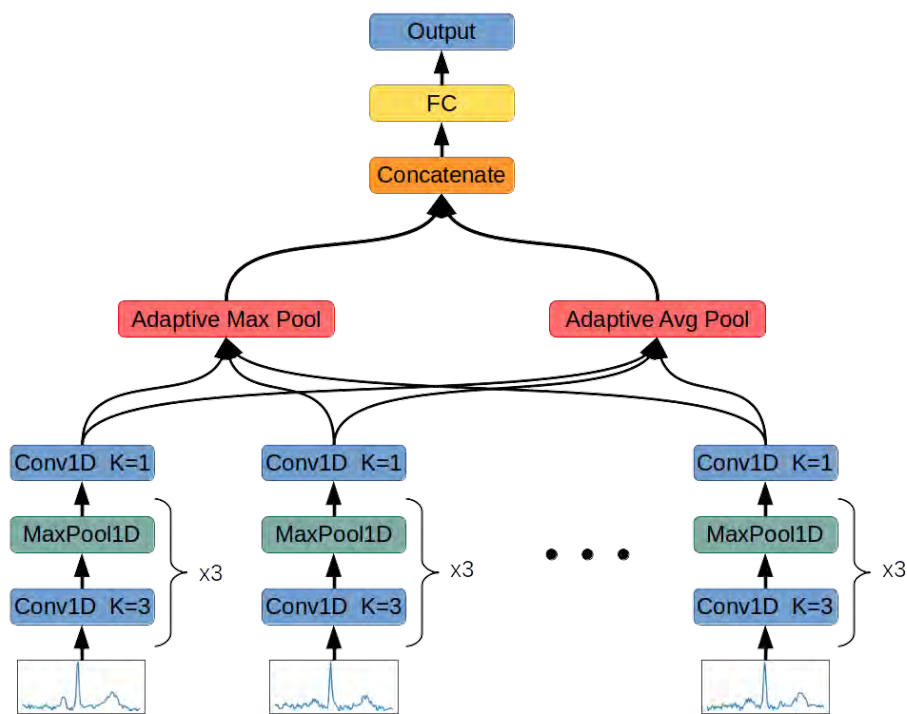 Output
FC
Concatenate
Adaptive Max Pool
Adaptive Avg Pool
Conv1D K=1
Conv1D K=1
Conv1D K=1
MaxPool1D
MaxPool1D
MaxPool1D
x3
x3
x3
Conv1D K=3
Conv1D K=3
Conv1D K=3